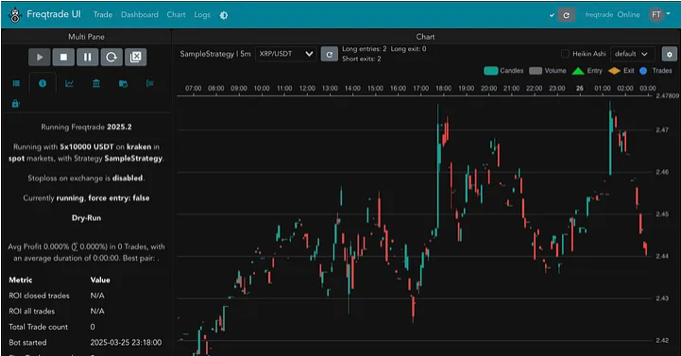 Freqtrade UI Trade Dashboard Chart Logs freqtrade Online FT
Multi Pane
Chart
SampleStrategy | 5m XRP/USDT Long entries: 2 Long exit: 0
Short exits: 2
Heikin Ashi default
Candles Volume Entry Exit Trades
07:00 08:00 09:00 10:00 11:00 12:00 13:00 14:00 15:00 16:00 17:00 18:00 19:00 20:00 21:00 22:00 23:00 26 01:00 02:00 03:00
2.47809
2.47
2.46
2.45
2.44
2.43
2.42
Running Freqtrade 2025.2
Running with 5x10000 USDT on kraken in
spot markets, with Strategy SampleStrategy.
Stoploss on exchange is disabled.
Currently running, force entry: false
Dry-Run
Avg Profit 0.000% (∑ 0.000%) in 0 Trades, with
an average duration of 0:00:00. Best pair: .
Metric Value
ROI closed trades N/A
ROI all trades N/A
Total Trade count 0
Bot started 2025-03-25 23:18:00